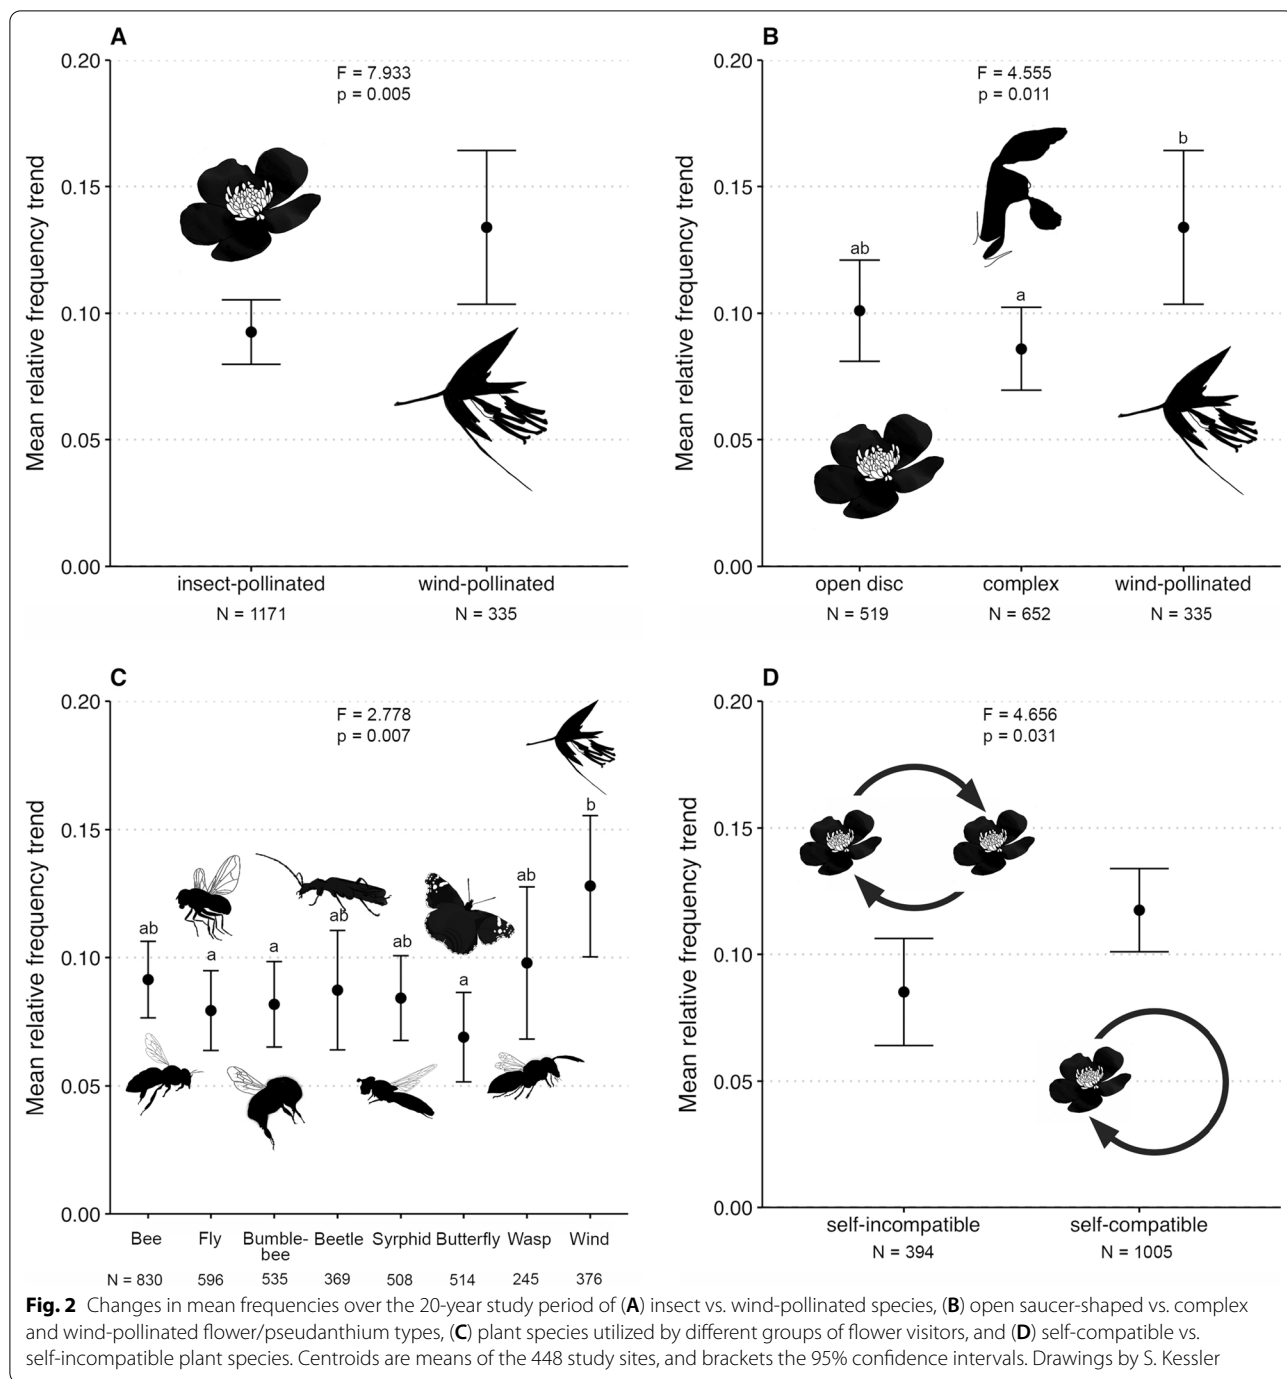 A
F = 7.933
p = 0.005
Mean relative frequency trend
0.20
0.15
0.10
0.05
0.00
insect-pollinated wind-pollinated
N = 1171 N = 335
B
F = 4.555
p = 0.011
Mean relative frequency trend
0.20
0.15
0.10
0.05
0.00
ab a b
open disc complex wind-pollinated
N = 519 N = 652 N = 335
C
F = 2.778
p = 0.007
Mean relative frequency trend
0.20
0.15
0.10
0.05
0.00
ab a a ab ab a ab b
Bee Fly Bumble- Beetle Syrphid Butterfly Wasp Wind
bee
N = 830 596 535 369 508 514 245 376
D
F = 4.656
p = 0.031
Mean relative frequency trend
0.20
0.15
0.10
0.05
0.00
self-incompatible self-compatible
N = 394 N = 1005
Fig. 2 Changes in mean frequencies over the 20-year study period of (A) insect vs. wind-pollinated species, (B) open saucer-shaped vs. complex
and wind-pollinated flower/pseudanthium types, (C) plant species utilized by different groups of flower visitors, and (D) self-compatible vs.
self-incompatible plant species. Centroids are means of the 448 study sites, and brackets the 95% confidence intervals. Drawings by S. Kessler